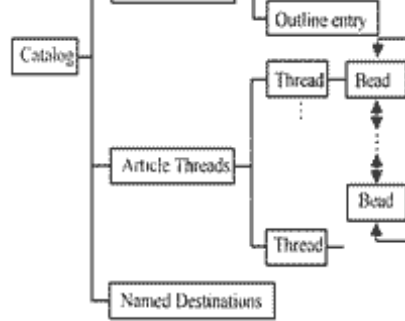 Outline entry
Catalog
Thread
Bead
Article Threads
Bead
Thread
Named Destinations